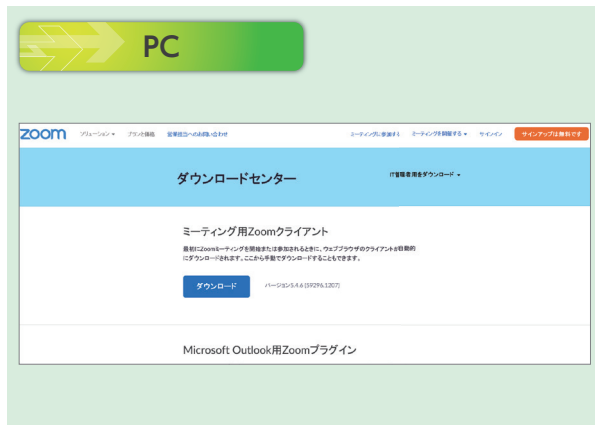 PC
zoom ソリューション プランと価格 営業担当へのお問い合わせ ミーティングに参加する ミーティングを開催する サインイン サインアップは無料です
ダウンロードセンター IT管理者用をダウンロード
ミーティング用Zoomクライアント
最初にZoomミーティングを開始または参加されるときに、ウェブブラウザのクライアントが自動的
にダウンロードされます。ここから手動でダウンロードすることもできます。
ダウンロード バージョン5.4.6 (59296.1207)
Microsoft Outlook用Zoomプラグイン